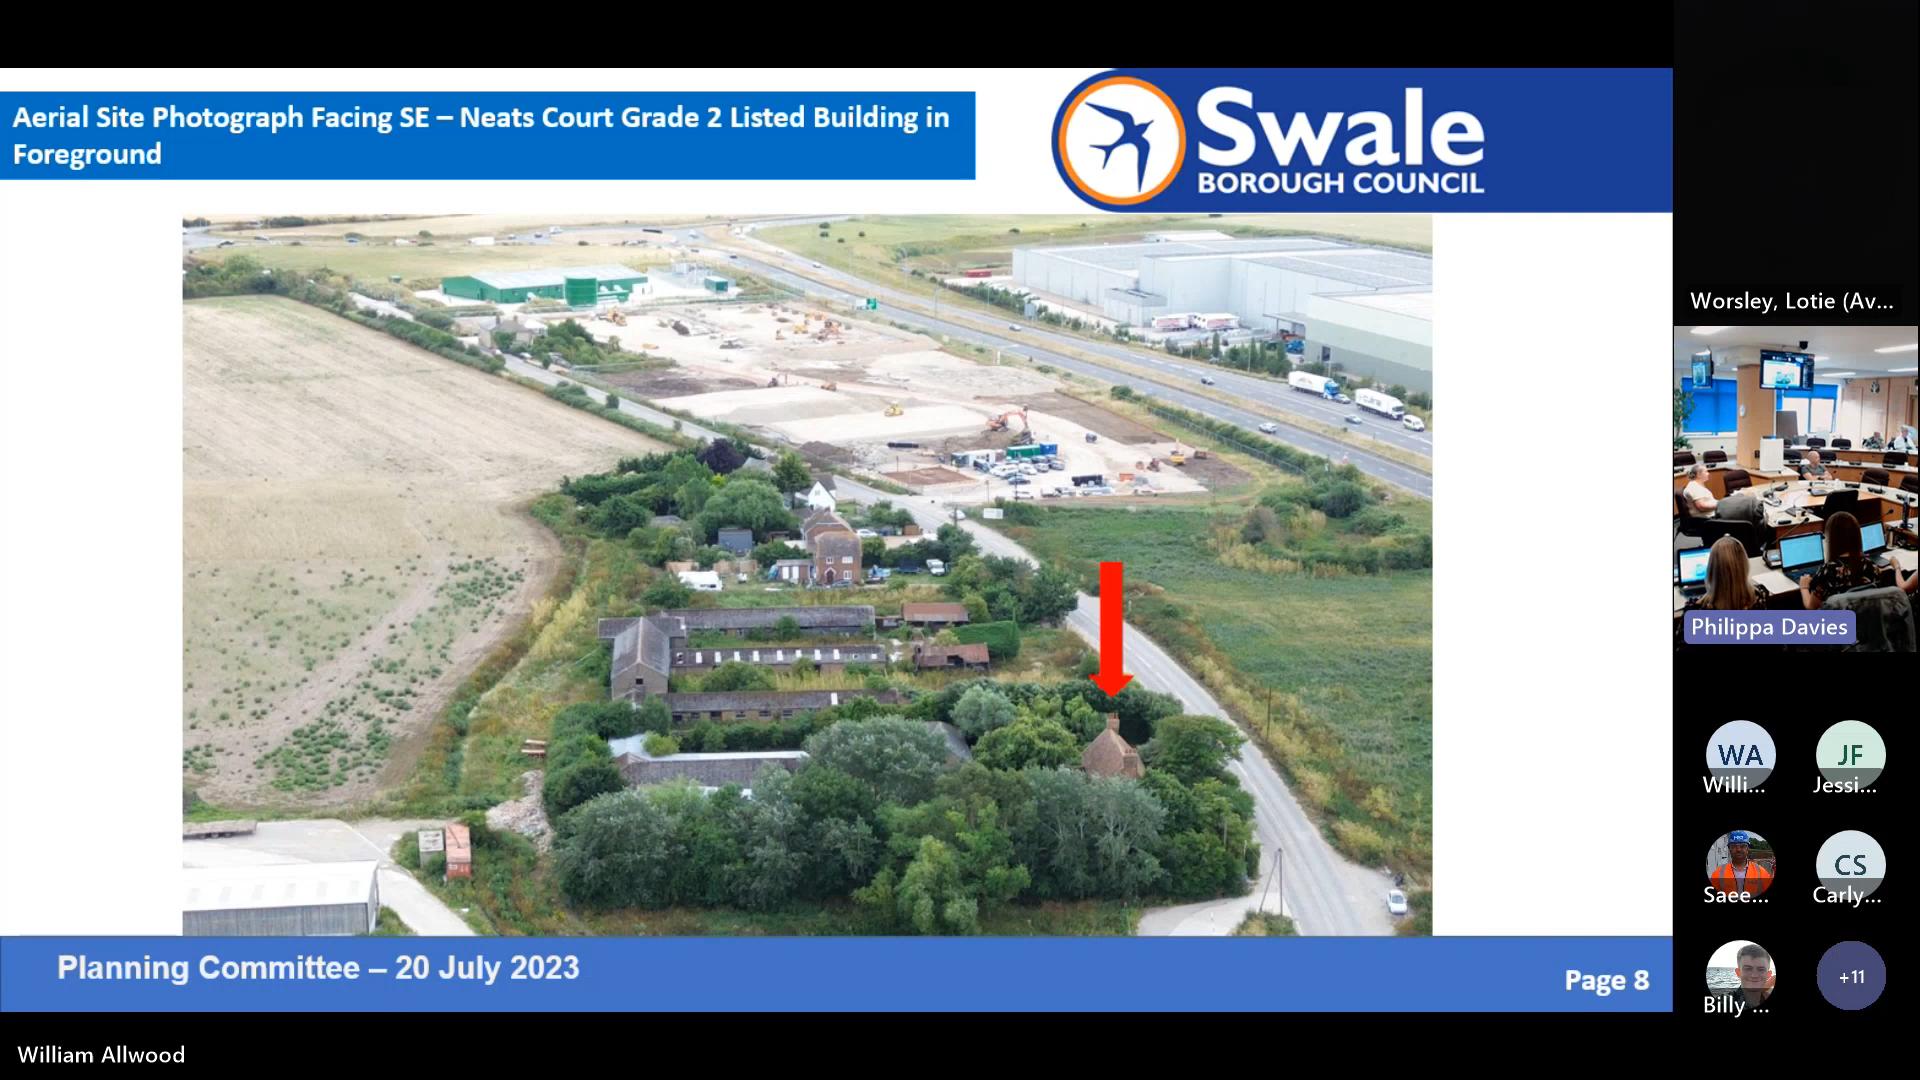 Aerial Site Photograph Facing SE – Neats Court Grade 2 Listed Building in
Foreground
Swale
BOROUGH COUNCIL
Worsley, Lotie (Av...
Philippa Davies
WA
Willi...
JF
Jessi...
Saee...
CS
Carly...
Billy ...
+11
Planning Committee – 20 July 2023
Page 8
William Allwood